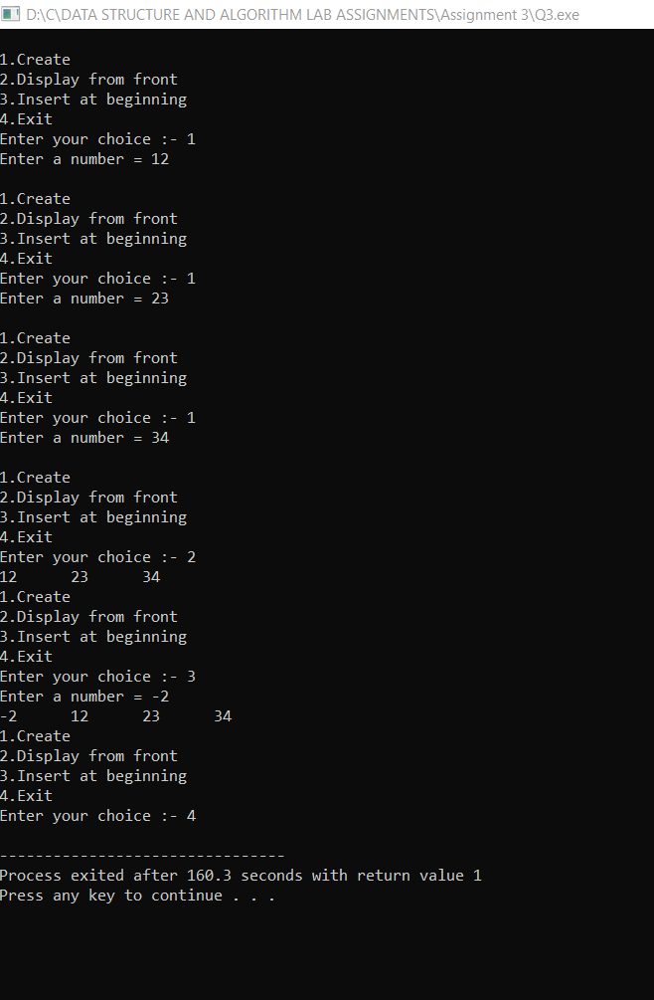 D:\C\DATA STRUCTURE AND ALGORITHM LAB ASSIGNMENTS\Assignment 3\Q3.exe
1.Create
2.Display from front
3.Insert at beginning
4.Exit
Enter your choice :- 1
Enter a number = 12
1.Create
2.Display from front
3.Insert at beginning
4.Exit
Enter your choice :- 1
Enter a number = 23
1.Create
2.Display from front
3.Insert at beginning
4.Exit
Enter your choice :- 1
Enter a number = 34
1.Create
2.Display from front
3.Insert at beginning
4.Exit
Enter your choice :- 2
12      23      34
1.Create
2.Display from front
3.Insert at beginning
4.Exit
Enter your choice :- 3
Enter a number = -2
-2      12      23      34
1.Create
2.Display from front
3.Insert at beginning
4.Exit
Enter your choice :- 4
--------------------------------
Process exited after 160.3 seconds with return value 1
Press any key to continue . . .